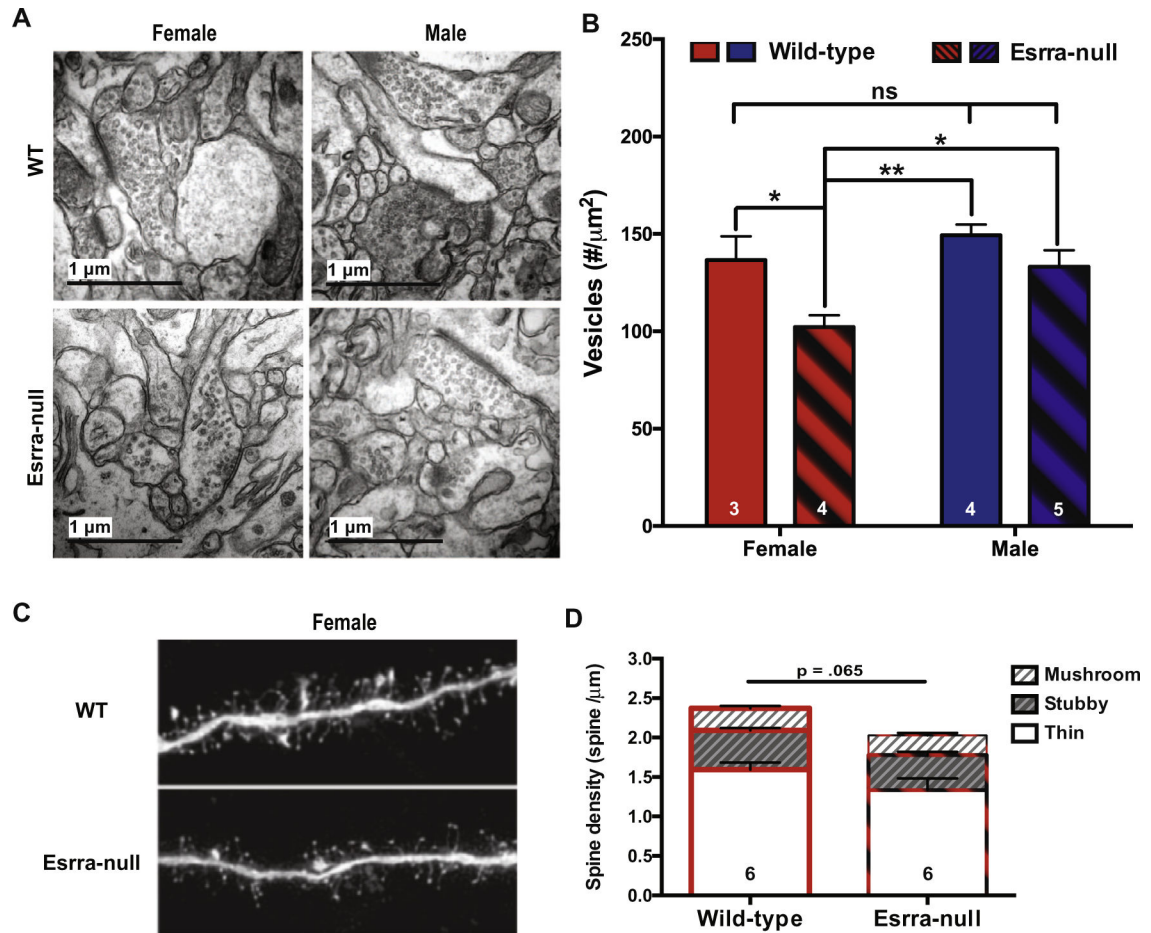 A
Female
Male
WT
1 µm
1 µm
Esrra-null
1 µm
1 µm
B
Wild-type
Esrra-null
250
200
150
100
50
0
Vesicles (#/µm²)
ns
*
**
*
3
4
4
5
Female
Male
C
Female
WT
Esrra-null
D
3.0
2.5
2.0
1.5
1.0
0.5
0.0
Spine density (spine /µm)
p = .065
Mushroom
Stubby
Thin
6
6
Wild-type
Esrra-null